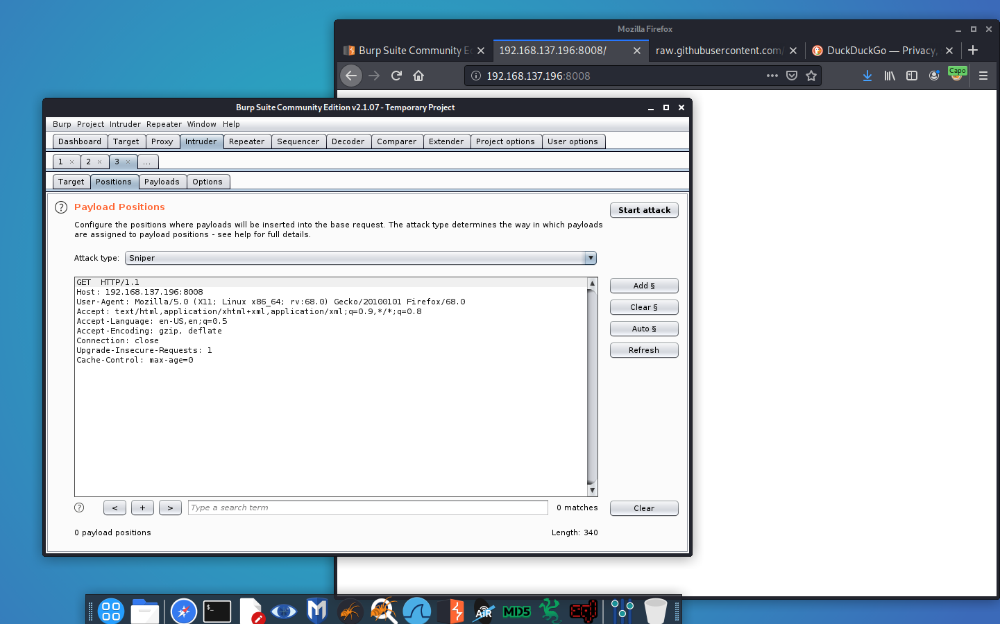 Mozilla Firefox
Burp Suite Community E
192.168.137.196:8008/
raw.githubusercontent.com/
DuckDuckGo — Privacy,
192.168.137.196:8008
Capo
Burp Suite Community Edition v2.1.07 - Temporary Project
Burp Project Intruder Repeater Window Help
Dashboard Target Proxy Intruder Repeater Sequencer Decoder Comparer Extender Project options User options
1 × 2 × 3 × ...
Target Positions Payloads Options
? Payload Positions
Start attack
Configure the positions where payloads will be inserted into the base request. The attack type determines the way in which payloads
are assigned to payload positions - see help for full details.
Attack type: Sniper
GET  HTTP/1.1
Host: 192.168.137.196:8008
User-Agent: Mozilla/5.0 (X11; Linux x86_64; rv:68.0) Gecko/20100101 Firefox/68.0
Accept: text/html,application/xhtml+xml,application/xml;q=0.9,*/*;q=0.8
Accept-Language: en-US,en;q=0.5
Accept-Encoding: gzip, deflate
Connection: close
Upgrade-Insecure-Requests: 1
Cache-Control: max-age=0
Add §
Clear §
Auto §
Refresh
? < + > Type a search term 0 matches
Clear
0 payload positions
Length: 340
$_
AiR
MD5
sql